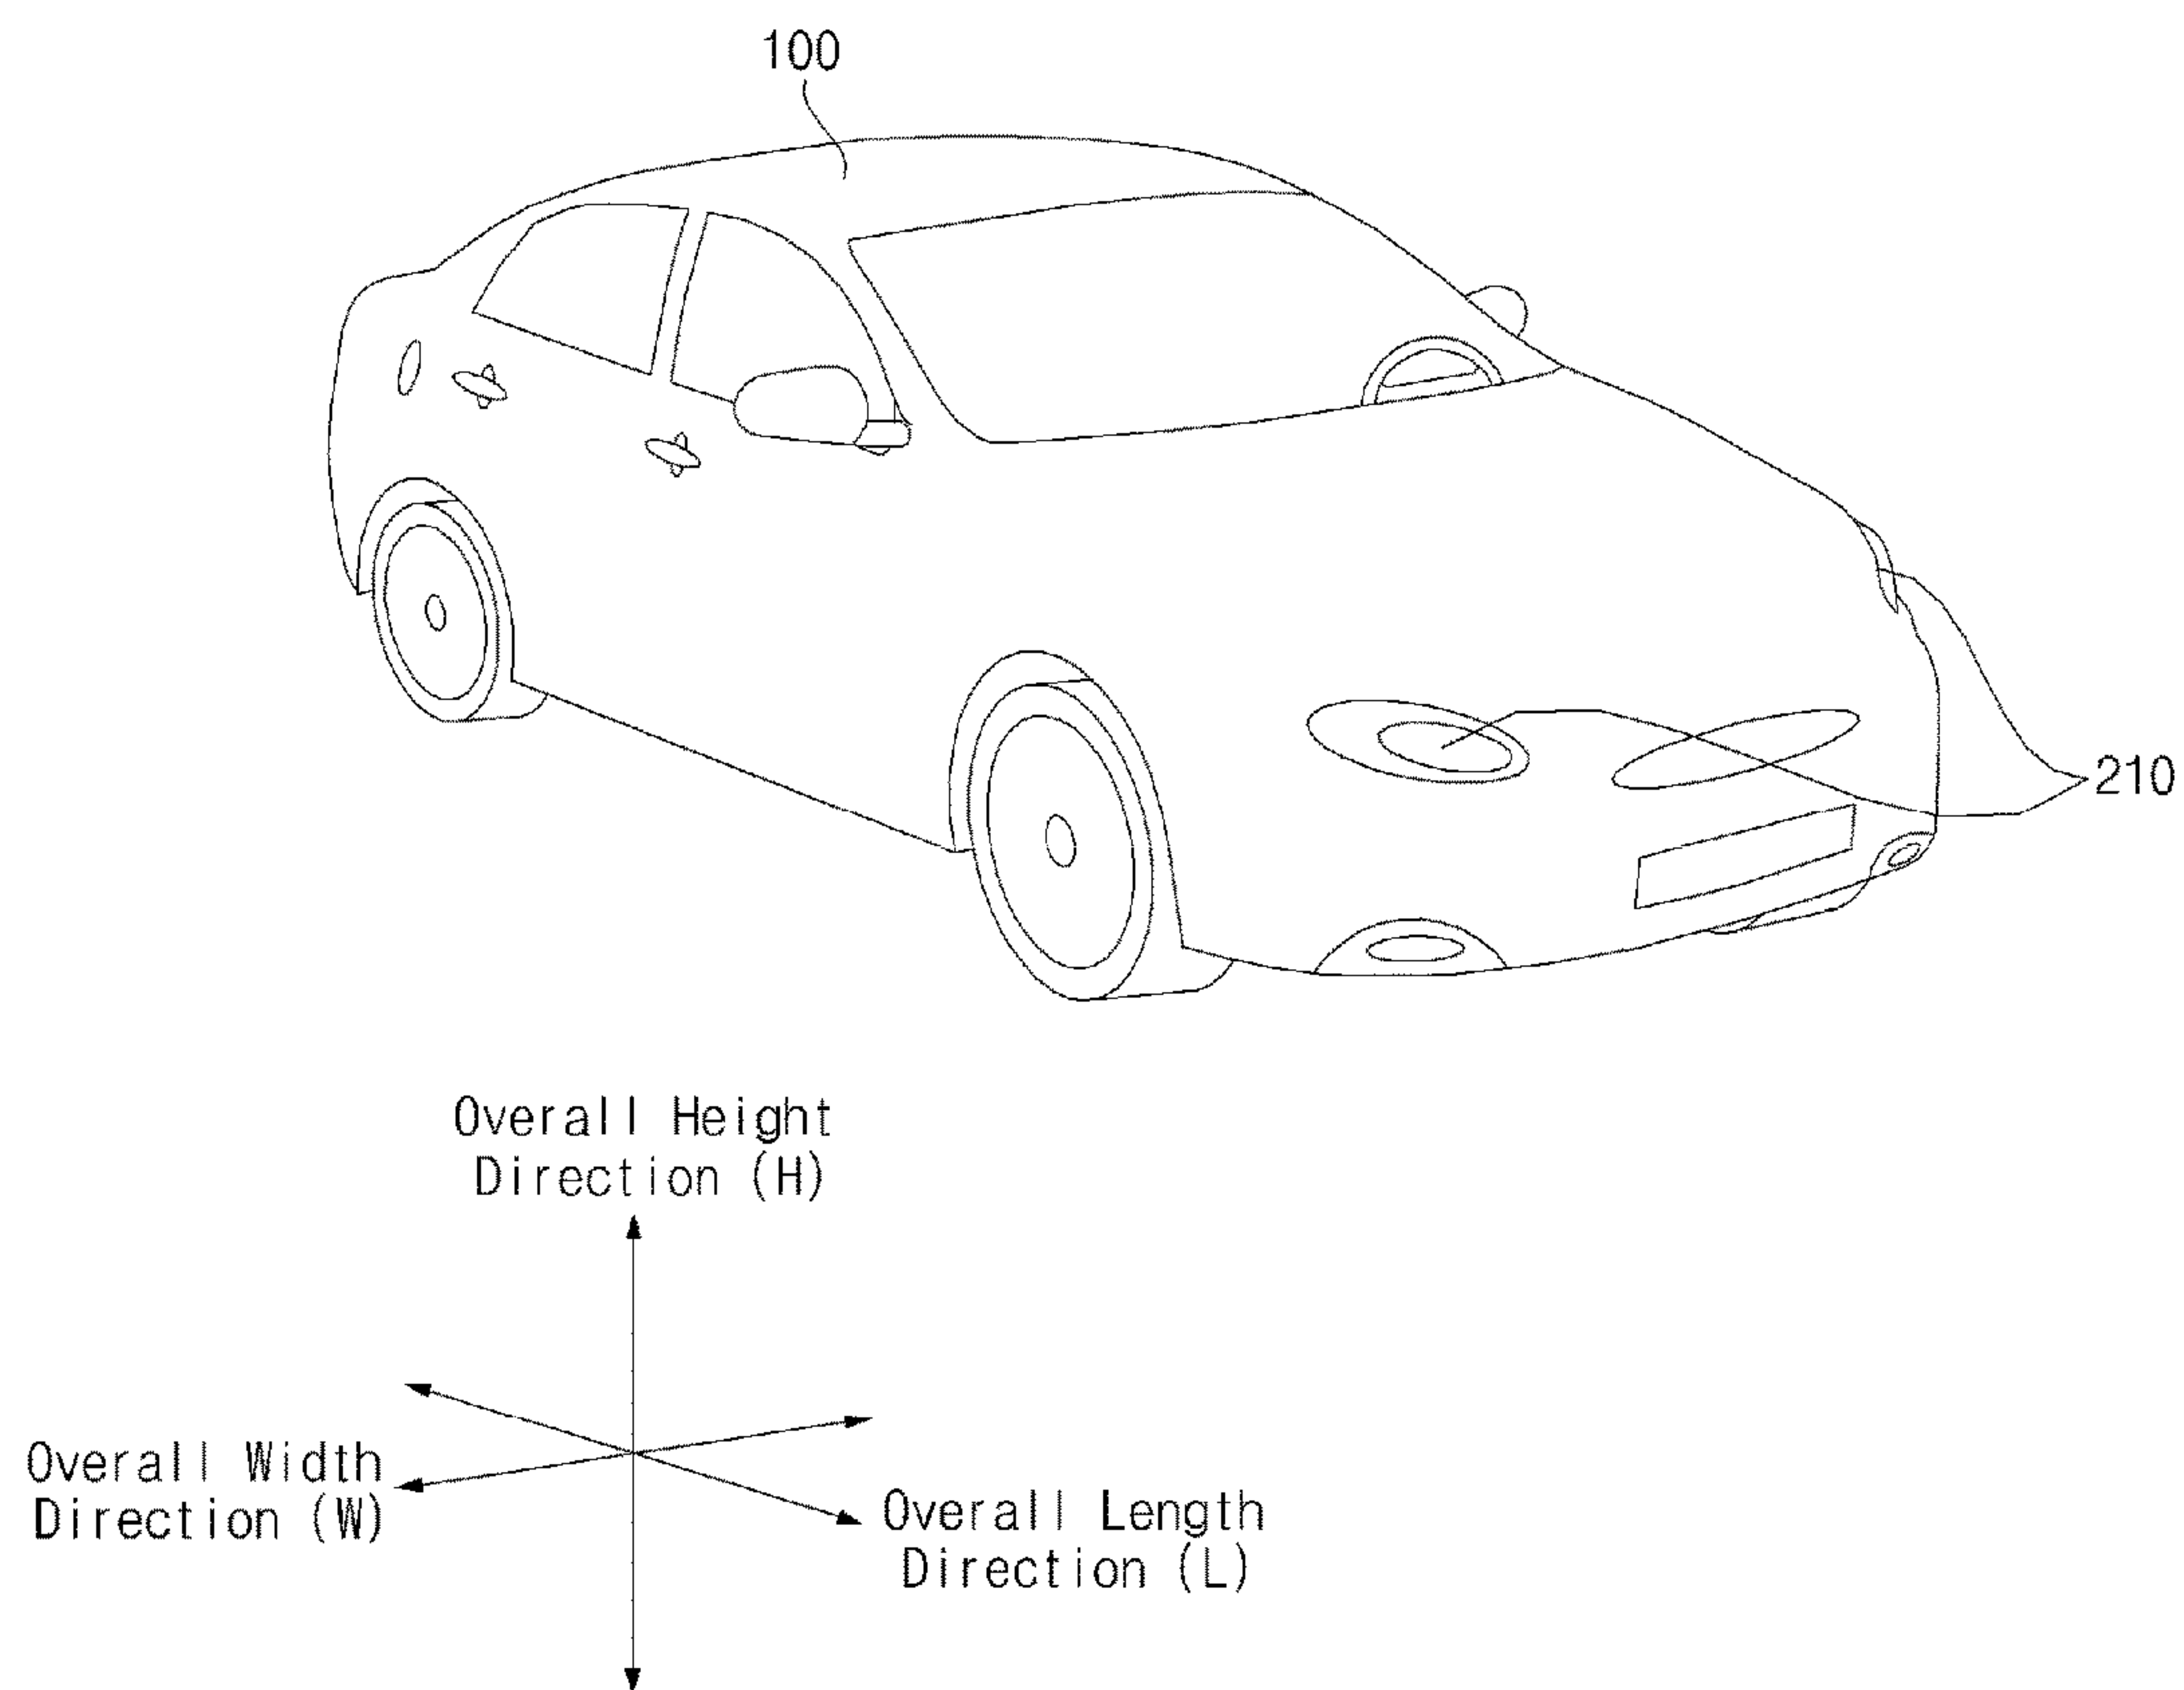 100
210
Overall Height
Direction (H)
Overall Width
Direction (W)
Overall Length
Direction (L)